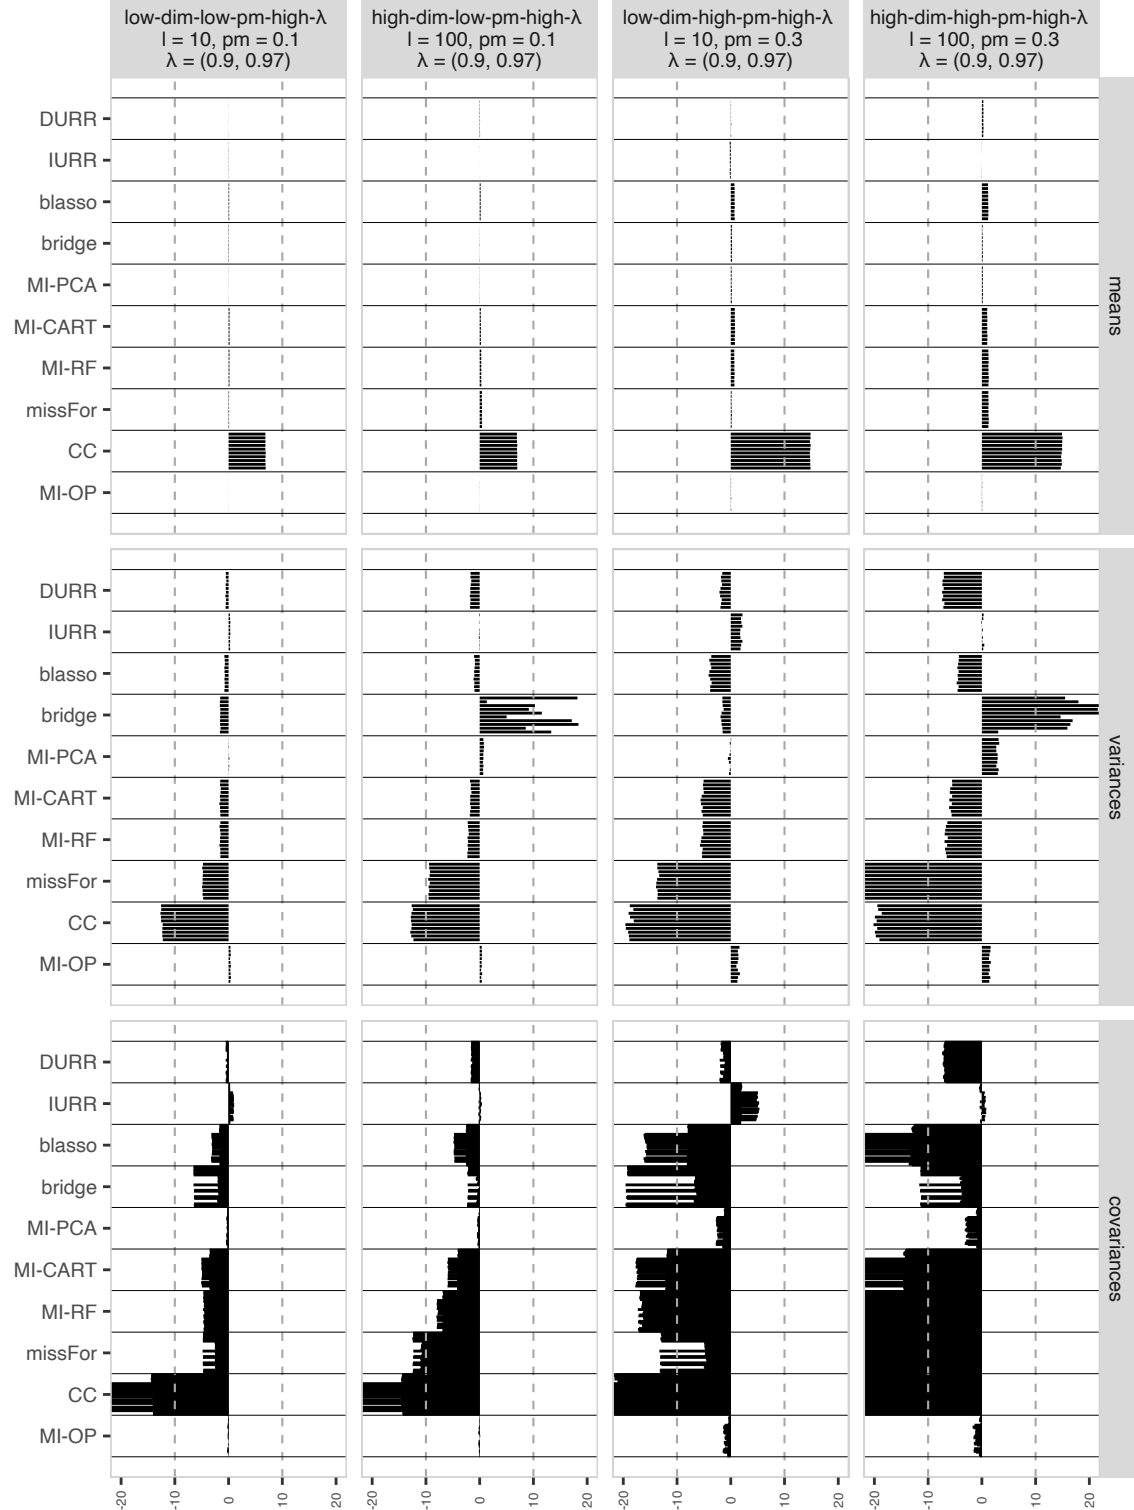 low-dim-low-pm-high-λ
l = 10, pm = 0.1
λ = (0.9, 0.97)
high-dim-low-pm-high-λ
l = 100, pm = 0.1
λ = (0.9, 0.97)
low-dim-high-pm-high-λ
l = 10, pm = 0.3
λ = (0.9, 0.97)
high-dim-high-pm-high-λ
l = 100, pm = 0.3
λ = (0.9, 0.97)
DURR
IURR
blasso
bridge
MI-PCA
MI-CART
MI-RF
missFor
CC
MI-OP
means
DURR
IURR
blasso
bridge
MI-PCA
MI-CART
MI-RF
missFor
CC
MI-OP
variances
DURR
IURR
blasso
bridge
MI-PCA
MI-CART
MI-RF
missFor
CC
MI-OP
covariances
-20 -10 0 10 20
-20 -10 0 10 20
-20 -10 0 10 20
-20 -10 0 10 20